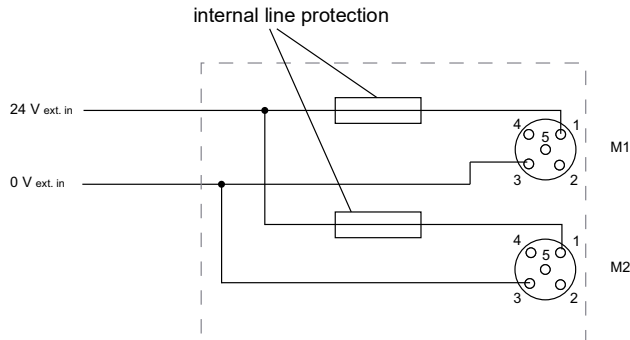 internal line protection
24 V ext. in
4
5
1
M1
0 V ext. in
3
2
4
5
1
M2
3
2